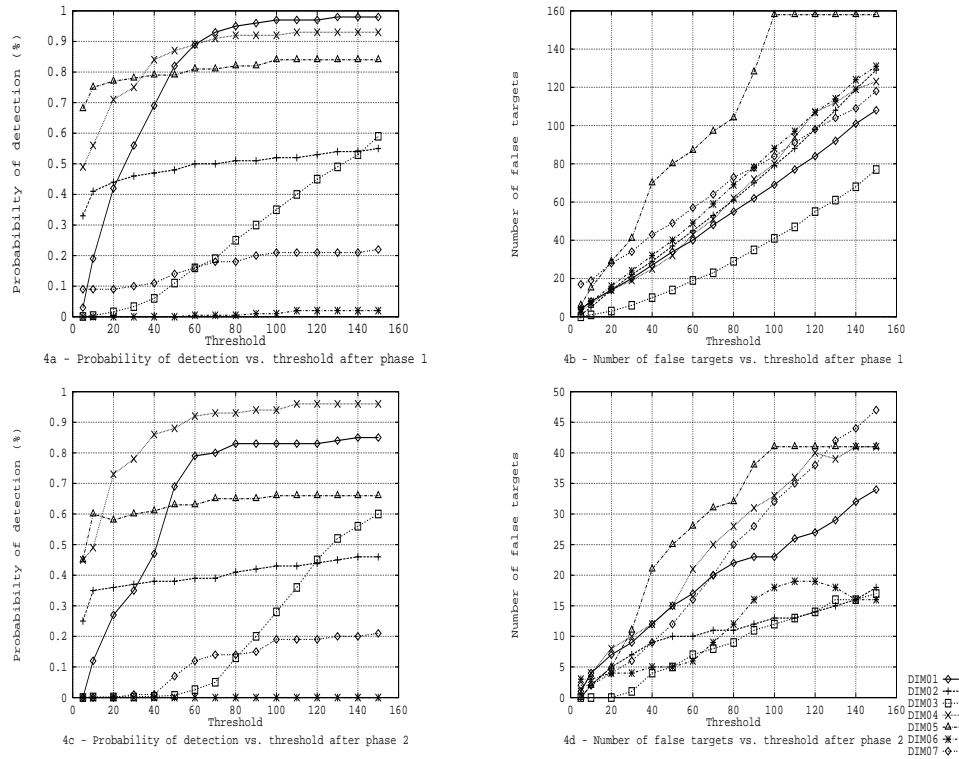 Probabibilty of detection (%)
1
0.9
0.8
0.7
0.6
0.5
0.4
0.3
0.2
0.1
0
0 20 40 60 80 100 120 140 160
Threshold
4a - Probability of detection vs. threshold after phase 1
Number of false targets
160
140
120
100
80
60
40
20
0
0 20 40 60 80 100 120 140 160
Threshold
4b - Number of false targets vs. threshold after phase 1
Probabibilty of detection (%)
1
0.9
0.8
0.7
0.6
0.5
0.4
0.3
0.2
0.1
0
0 20 40 60 80 100 120 140 160
Threshold
4c - Probability of detection vs. threshold after phase 2
Number of false targets
50
45
40
35
30
25
20
15
10
5
0
0 20 40 60 80 100 120 140 160
Threshold
4d - Number of false targets vs. threshold after phase 2
DIM01
DIM02
DIM03
DIM04
DIM05
DIM06
DIM07